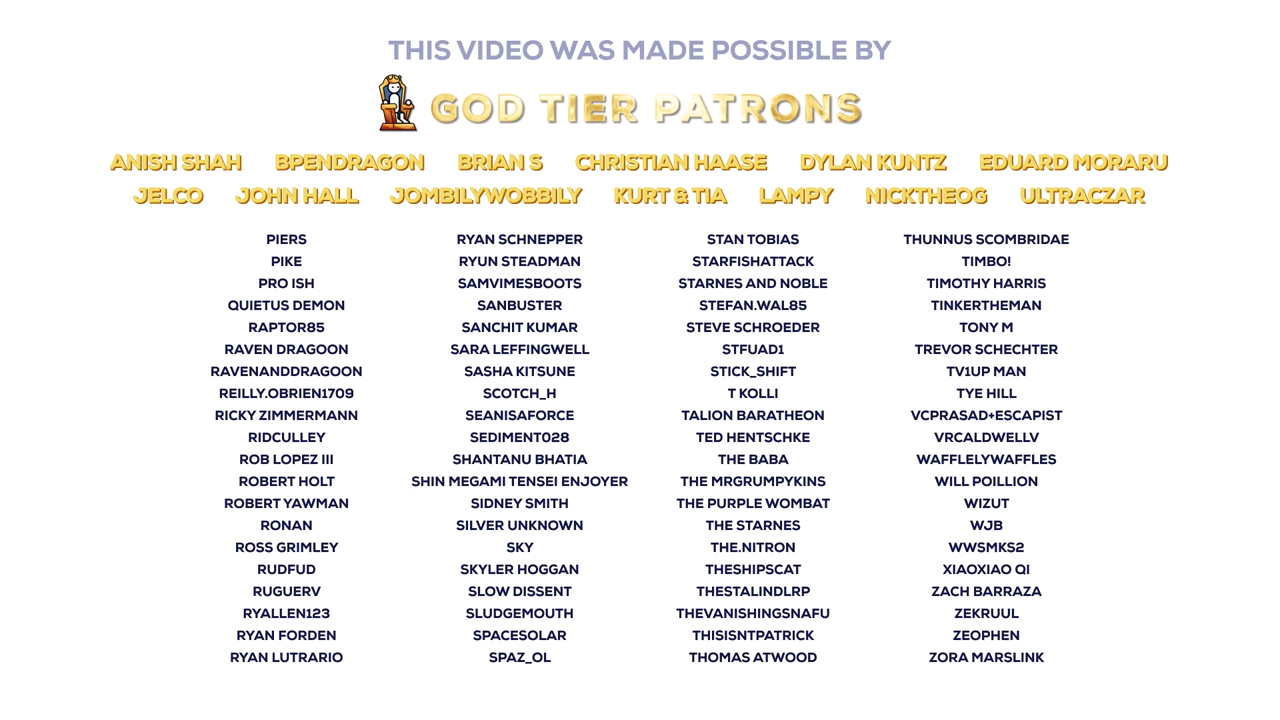 THIS VIDEO WAS MADE POSSIBLE BY
GOD TIER PATRONS
ANISH SHAH BPENDRAGON BRIAN S CHRISTIAN HAASE DYLAN KUNTZ EDUARD MORARU
JELCO JOHN HALL JOMBILYWOBBILY KURT & TIA LAMPY NICKTHEOG ULTRACZAR
PIERS
PIKE
PRO ISH
QUIETUS DEMON
RAPTOR85
RAVEN DRAGOON
RAVENANDDRAGOON
REILLY.OBRIEN1709
RICKY ZIMMERMANN
RIDCULLEY
ROB LOPEZ III
ROBERT HOLT
ROBERT YAWMAN
RONAN
ROSS GRIMLEY
RUDFUD
RUGUERV
RYALLEN123
RYAN FORDEN
RYAN LUTRARIO
RYAN SCHNEPPER
RYUN STEADMAN
SAMVIMESBOOTS
SANBUSTER
SANCHIT KUMAR
SARA LEFFINGWELL
SASHA KITSUNE
SCOTCH_H
SEANISAFORCE
SEDIMENT028
SHANTANU BHATIA
SHIN MEGAMI TENSEI ENJOYER
SIDNEY SMITH
SILVER UNKNOWN
SKY
SKYLER HOGGAN
SLOW DISSENT
SLUDGEMOUTH
SPACESOLAR
SPAZ_OL
STAN TOBIAS
STARFISHATTACK
STARNES AND NOBLE
STEFAN.WAL85
STEVE SCHROEDER
STFUAD1
STICK_SHIFT
T KOLLI
TALION BARATHEON
TED HENTSCHKE
THE BABA
THE MRGRUMPYKINS
THE PURPLE WOMBAT
THE STARNES
THE.NITRON
THESHIPSCAT
THESTALINDLRP
THEVANISHINGSNAFU
THISISNTPATRICK
THOMAS ATWOOD
THUNNUS SCOMBRIDAE
TIMBO!
TIMOTHY HARRIS
TINKERTHEMAN
TONY M
TREVOR SCHECHTER
TV1UP MAN
TYE HILL
VCPRASAD+ESCAPIST
VRCALDWELLV
WAFFLELYWAFFLES
WILL POILLION
WIZUT
WJB
WWSMKS2
XIAOXIAO QI
ZACH BARRAZA
ZEKRUUL
ZEOPHEN
ZORA MARSLINK